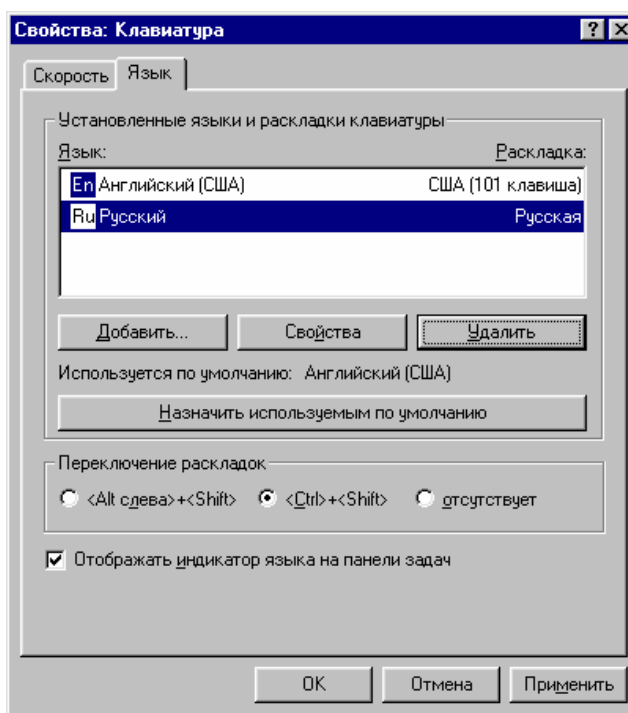 Свойства: Клавиатура
Скорость Язык
Установленные языки и раскладки клавиатуры
Язык: Раскладка:
En Английский (США) США (101 клавиша)
Ru Русский Русская
Добавить... Свойства Удалить
Используется по умолчанию: Английский (США)
Назначить используемым по умолчанию
Переключение раскладок
<Alt слева>+<Shift> <Ctrl>+<Shift> отсутствует
Отображать индикатор языка на панели задач
OK Отмена Применить